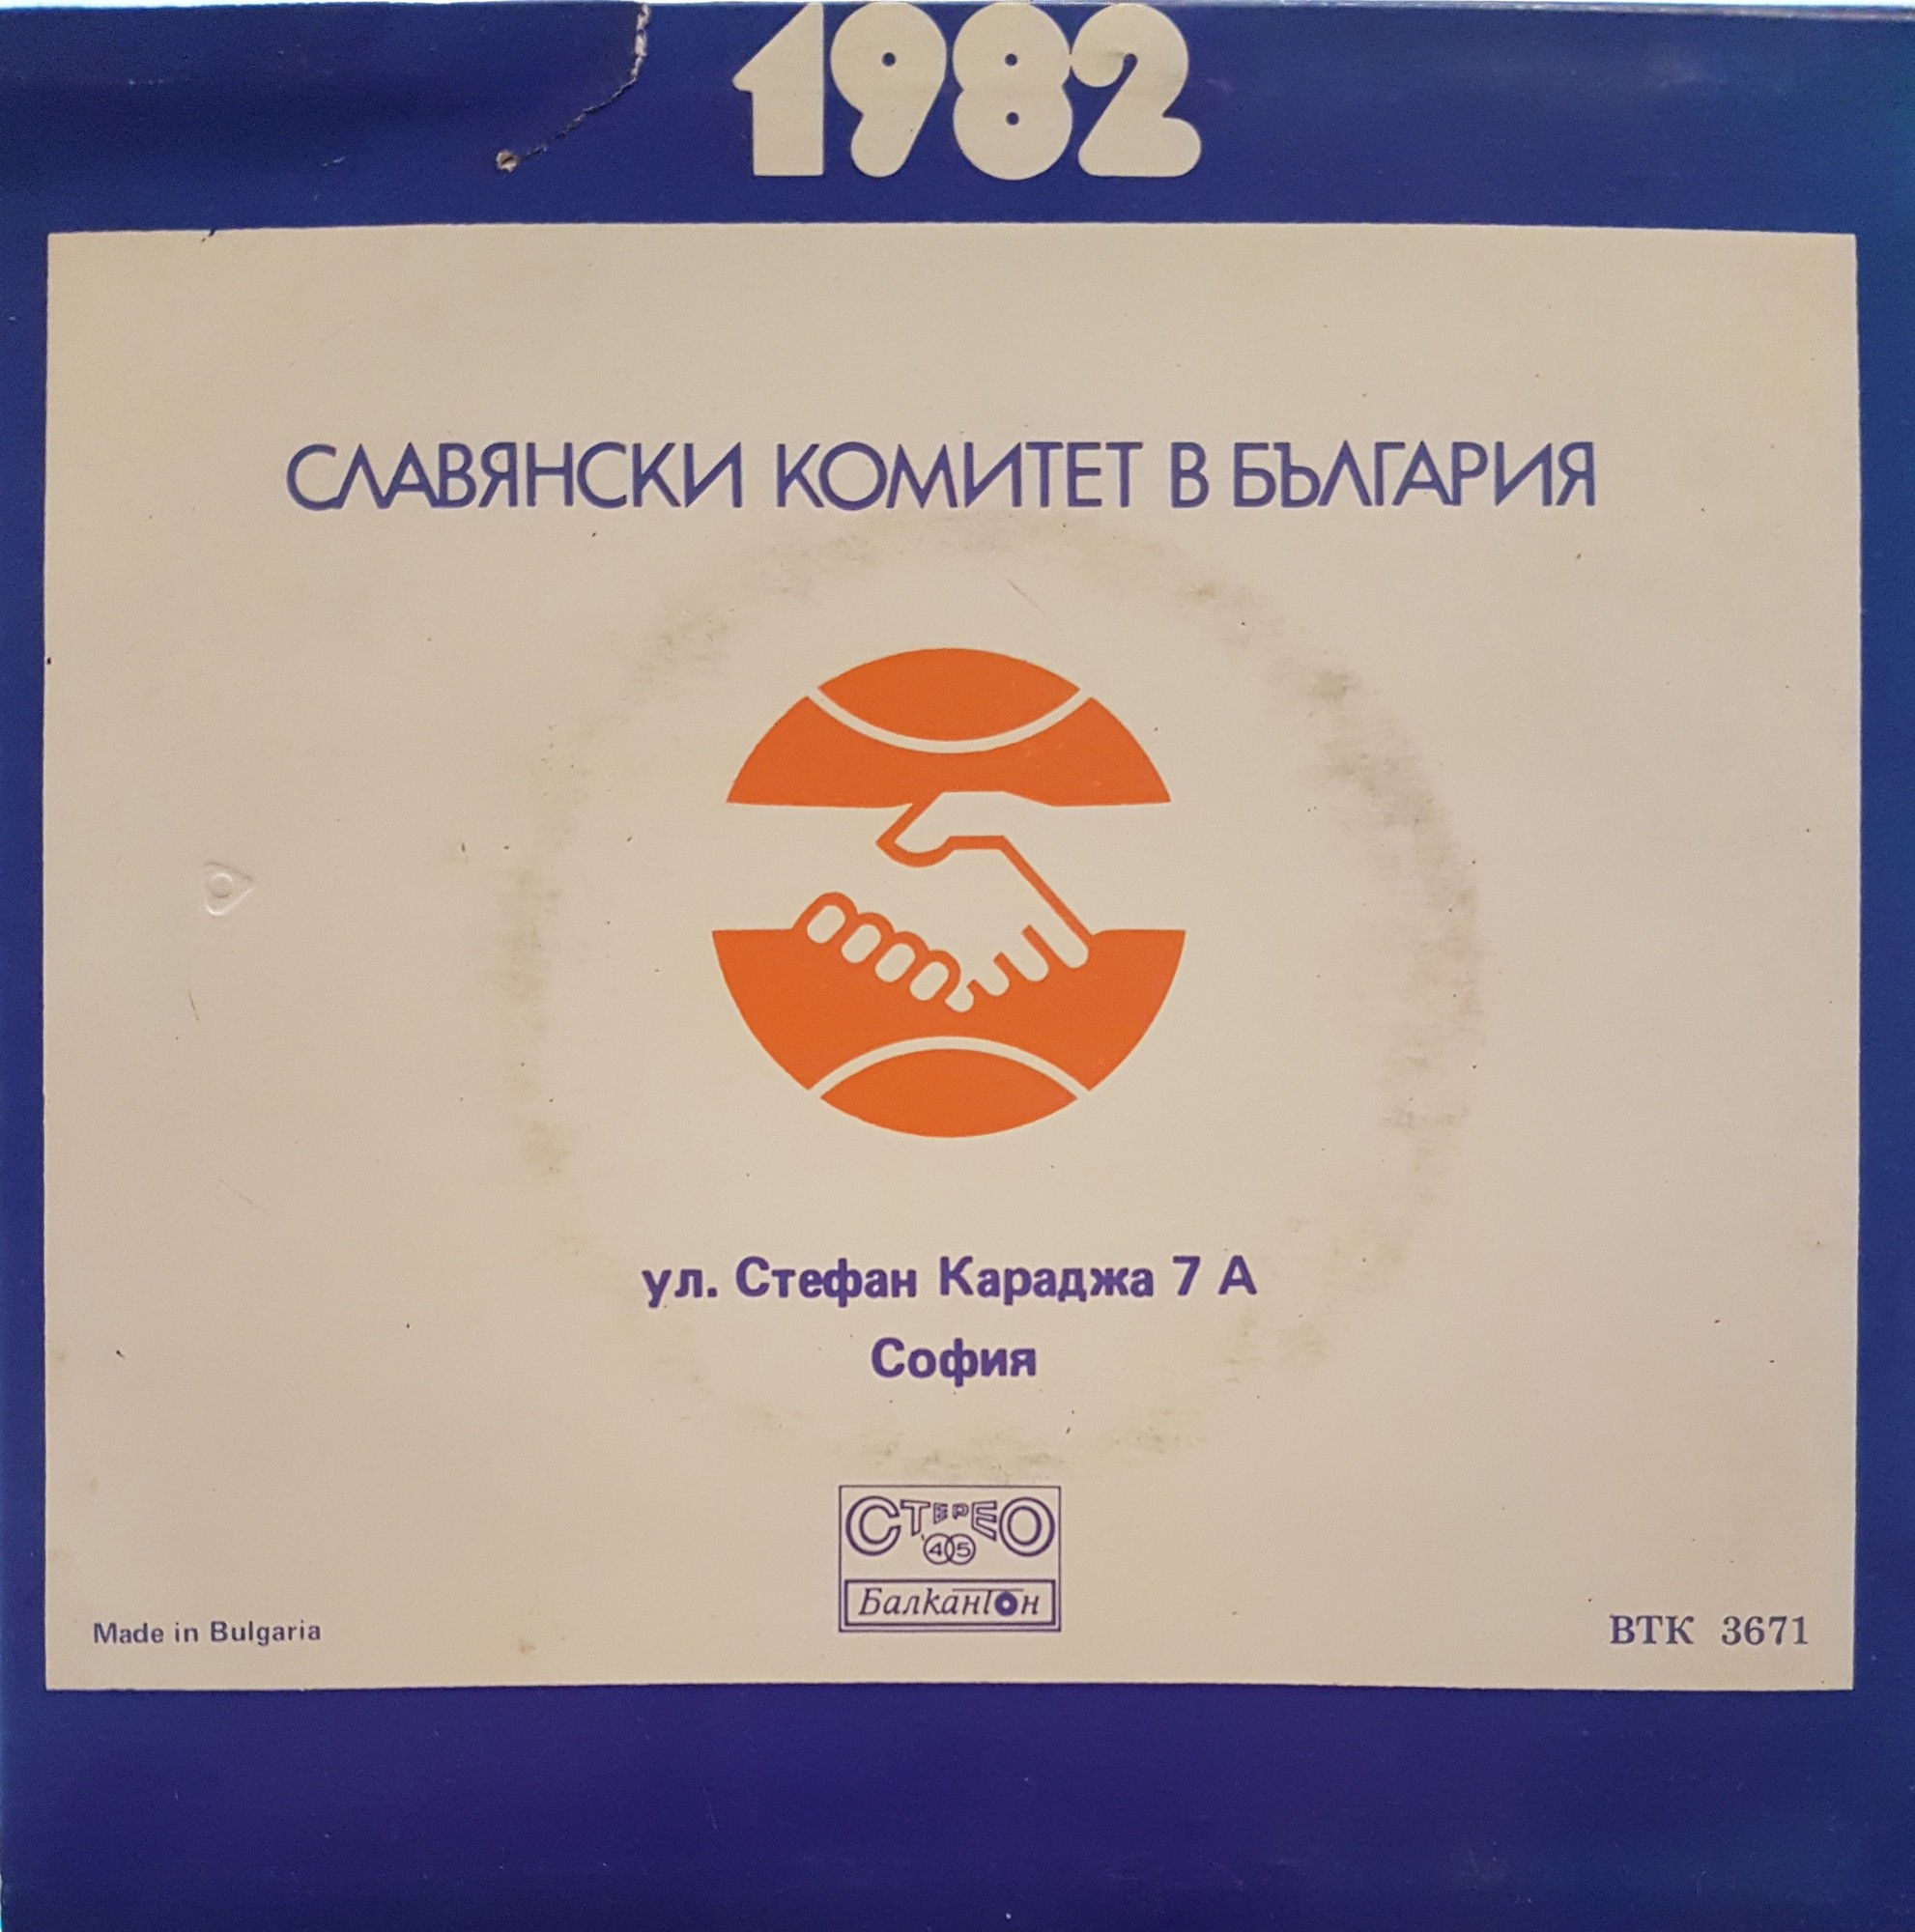 1982
СЛАВЯНСКИ КОМИТЕТ В БЪЛГАРИЯ
ул. Стефан Караджа 7 А
София
СТЕРЕО
45
Балкантон
Made in Bulgaria
ВТК 3671